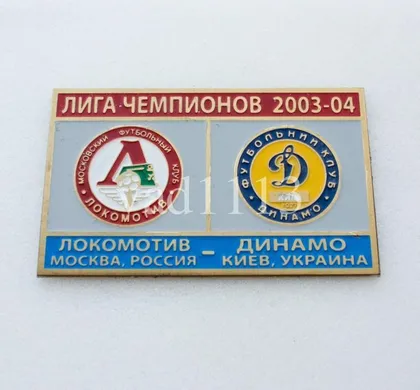 ЛИГА ЧЕМПИОНОВ 2003-04
МОСКОВСКИЙ ФУТБОЛЬНЫЙ КЛУБ
ЛОКОМОТИВ
ФУТБОЛЬНИЙ КЛУБ
ДИНАМО
ЛОКОМОТИВ - ДИНАМО
МОСКВА, РОССИЯ КИЕВ, УКРАИНА